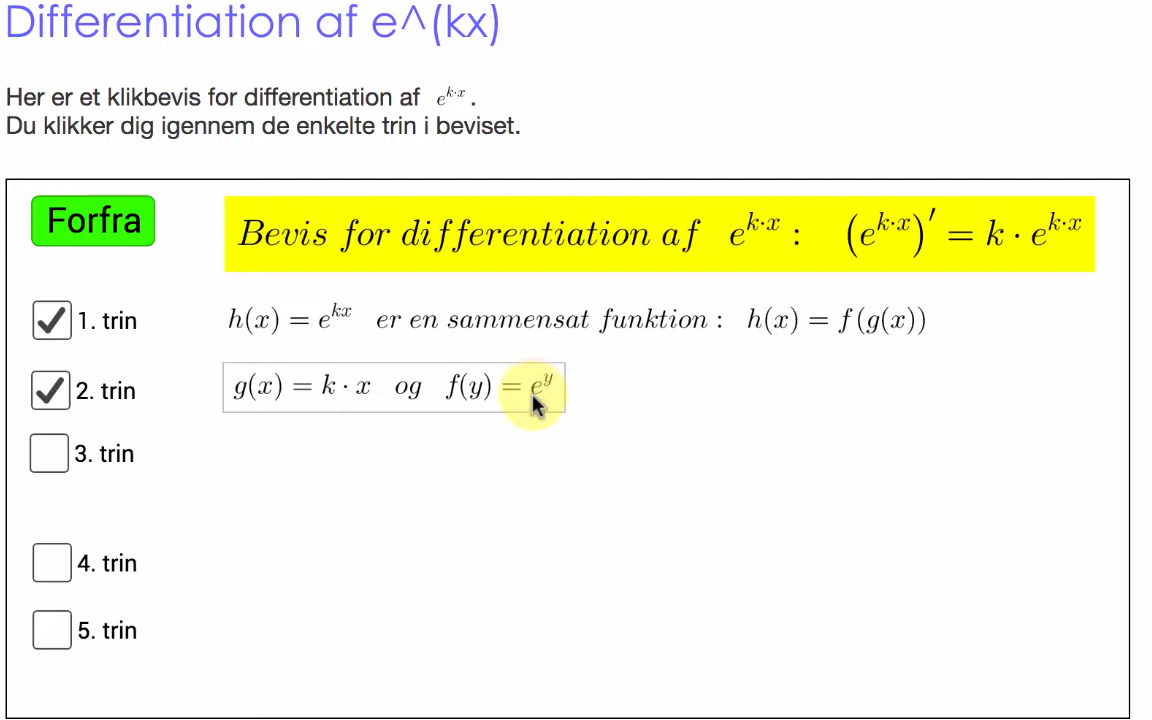 Differentiation af e^(kx)
Her er et klikbevis for differentiation af e^{k·x}.
Du klikker dig igennem de enkelte trin i beviset.
Forfra
Bevis for differentiation af e^{k·x} : (e^{k·x})′ = k · e^{k·x}
1. trin h(x) = e^{kx} er en sammensat funktion : h(x) = f(g(x))
2. trin g(x) = k · x og f(y) = e^{y}
3. trin
4. trin
5. trin